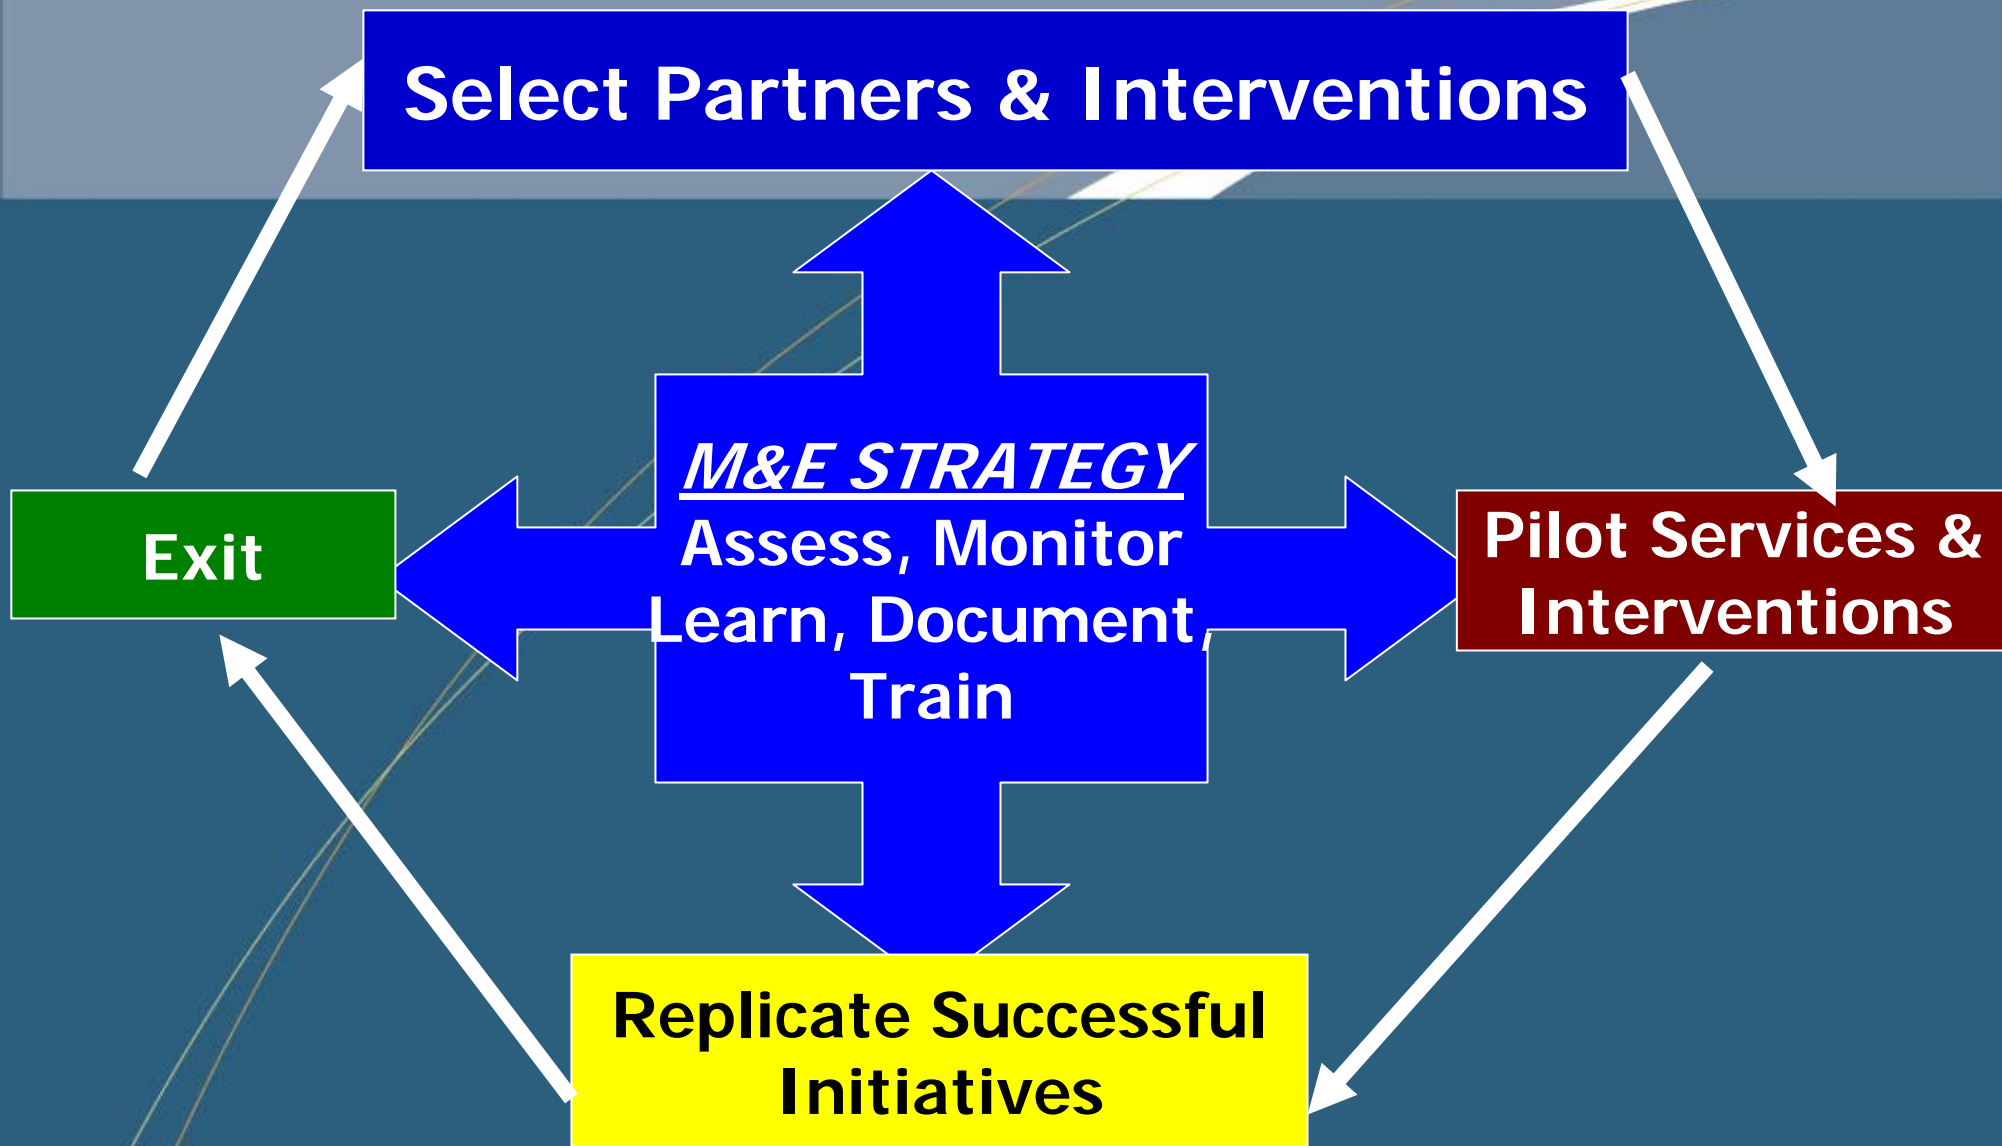 Select Partners & Interventions
M&E STRATEGY
Assess, Monitor
Learn, Document,
Train
Exit
Pilot Services &
Interventions
Replicate Successful
Initiatives